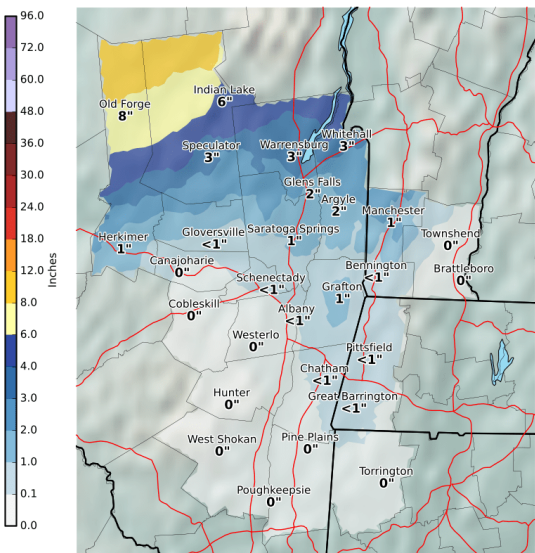 96.0
72.0
60.0
48.0
36.0
30.0
24.0
18.0
12.0
8.0
6.0
4.0
3.0
2.0
1.0
0.1
0.0
Inches
Indian Lake
6"
Old Forge
8"
Whitehall
3"
Speculator
3"
Warrensburg
3"
Glens Falls
2"
Argyle
2"
Manchester
1"
Herkimer
1"
Gloversville
<1"
Saratoga Springs
1"
Townshend
0"
Canajoharie
0"
Bennington
<1"
Brattleboro
0"
Schenectady
<1"
Grafton
1"
Cobleskill
0"
Albany
<1"
Westerlo
0"
Pittsfield
<1"
Chatham
<1"
Hunter
0"
Great Barrington
<1"
West Shokan
0"
Pine Plains
0"
Torrington
0"
Poughkeepsie
0"